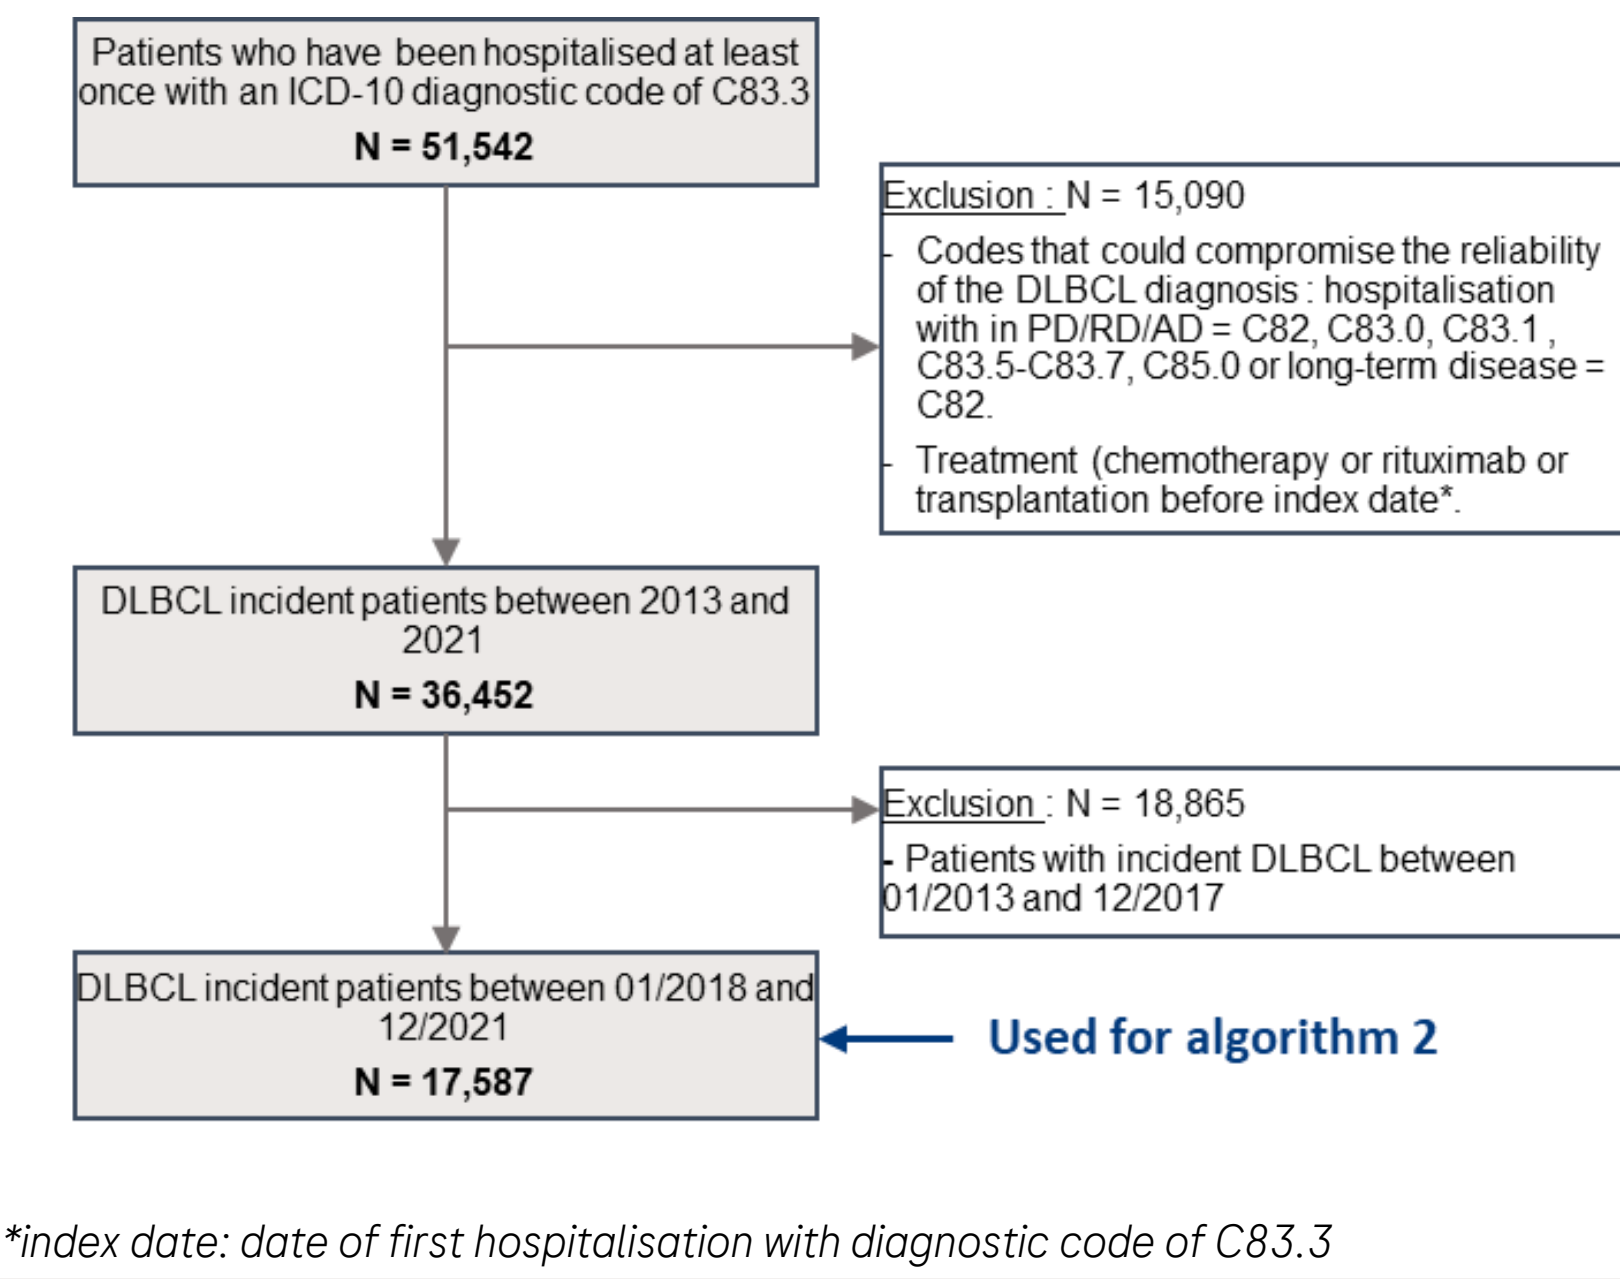 Patients who have been hospitalised at least
once with an ICD-10 diagnostic code of C83.3
N = 51,542
Exclusion : N = 15,090
- Codes that could compromise the reliability
of the DLBCL diagnosis : hospitalisation
with in PD/RD/AD = C82, C83.0, C83.1 ,
C83.5-C83.7, C85.0 or long-term disease =
C82.
- Treatment (chemotherapy or rituximab or
transplantation before index date*.
DLBCL incident patients between 2013 and
2021
N = 36,452
Exclusion : N = 18,865
- Patients with incident DLBCL between
01/2013 and 12/2017
DLBCL incident patients between 01/2018 and
12/2021
N = 17,587
Used for algorithm 2
*index date: date of first hospitalisation with diagnostic code of C83.3